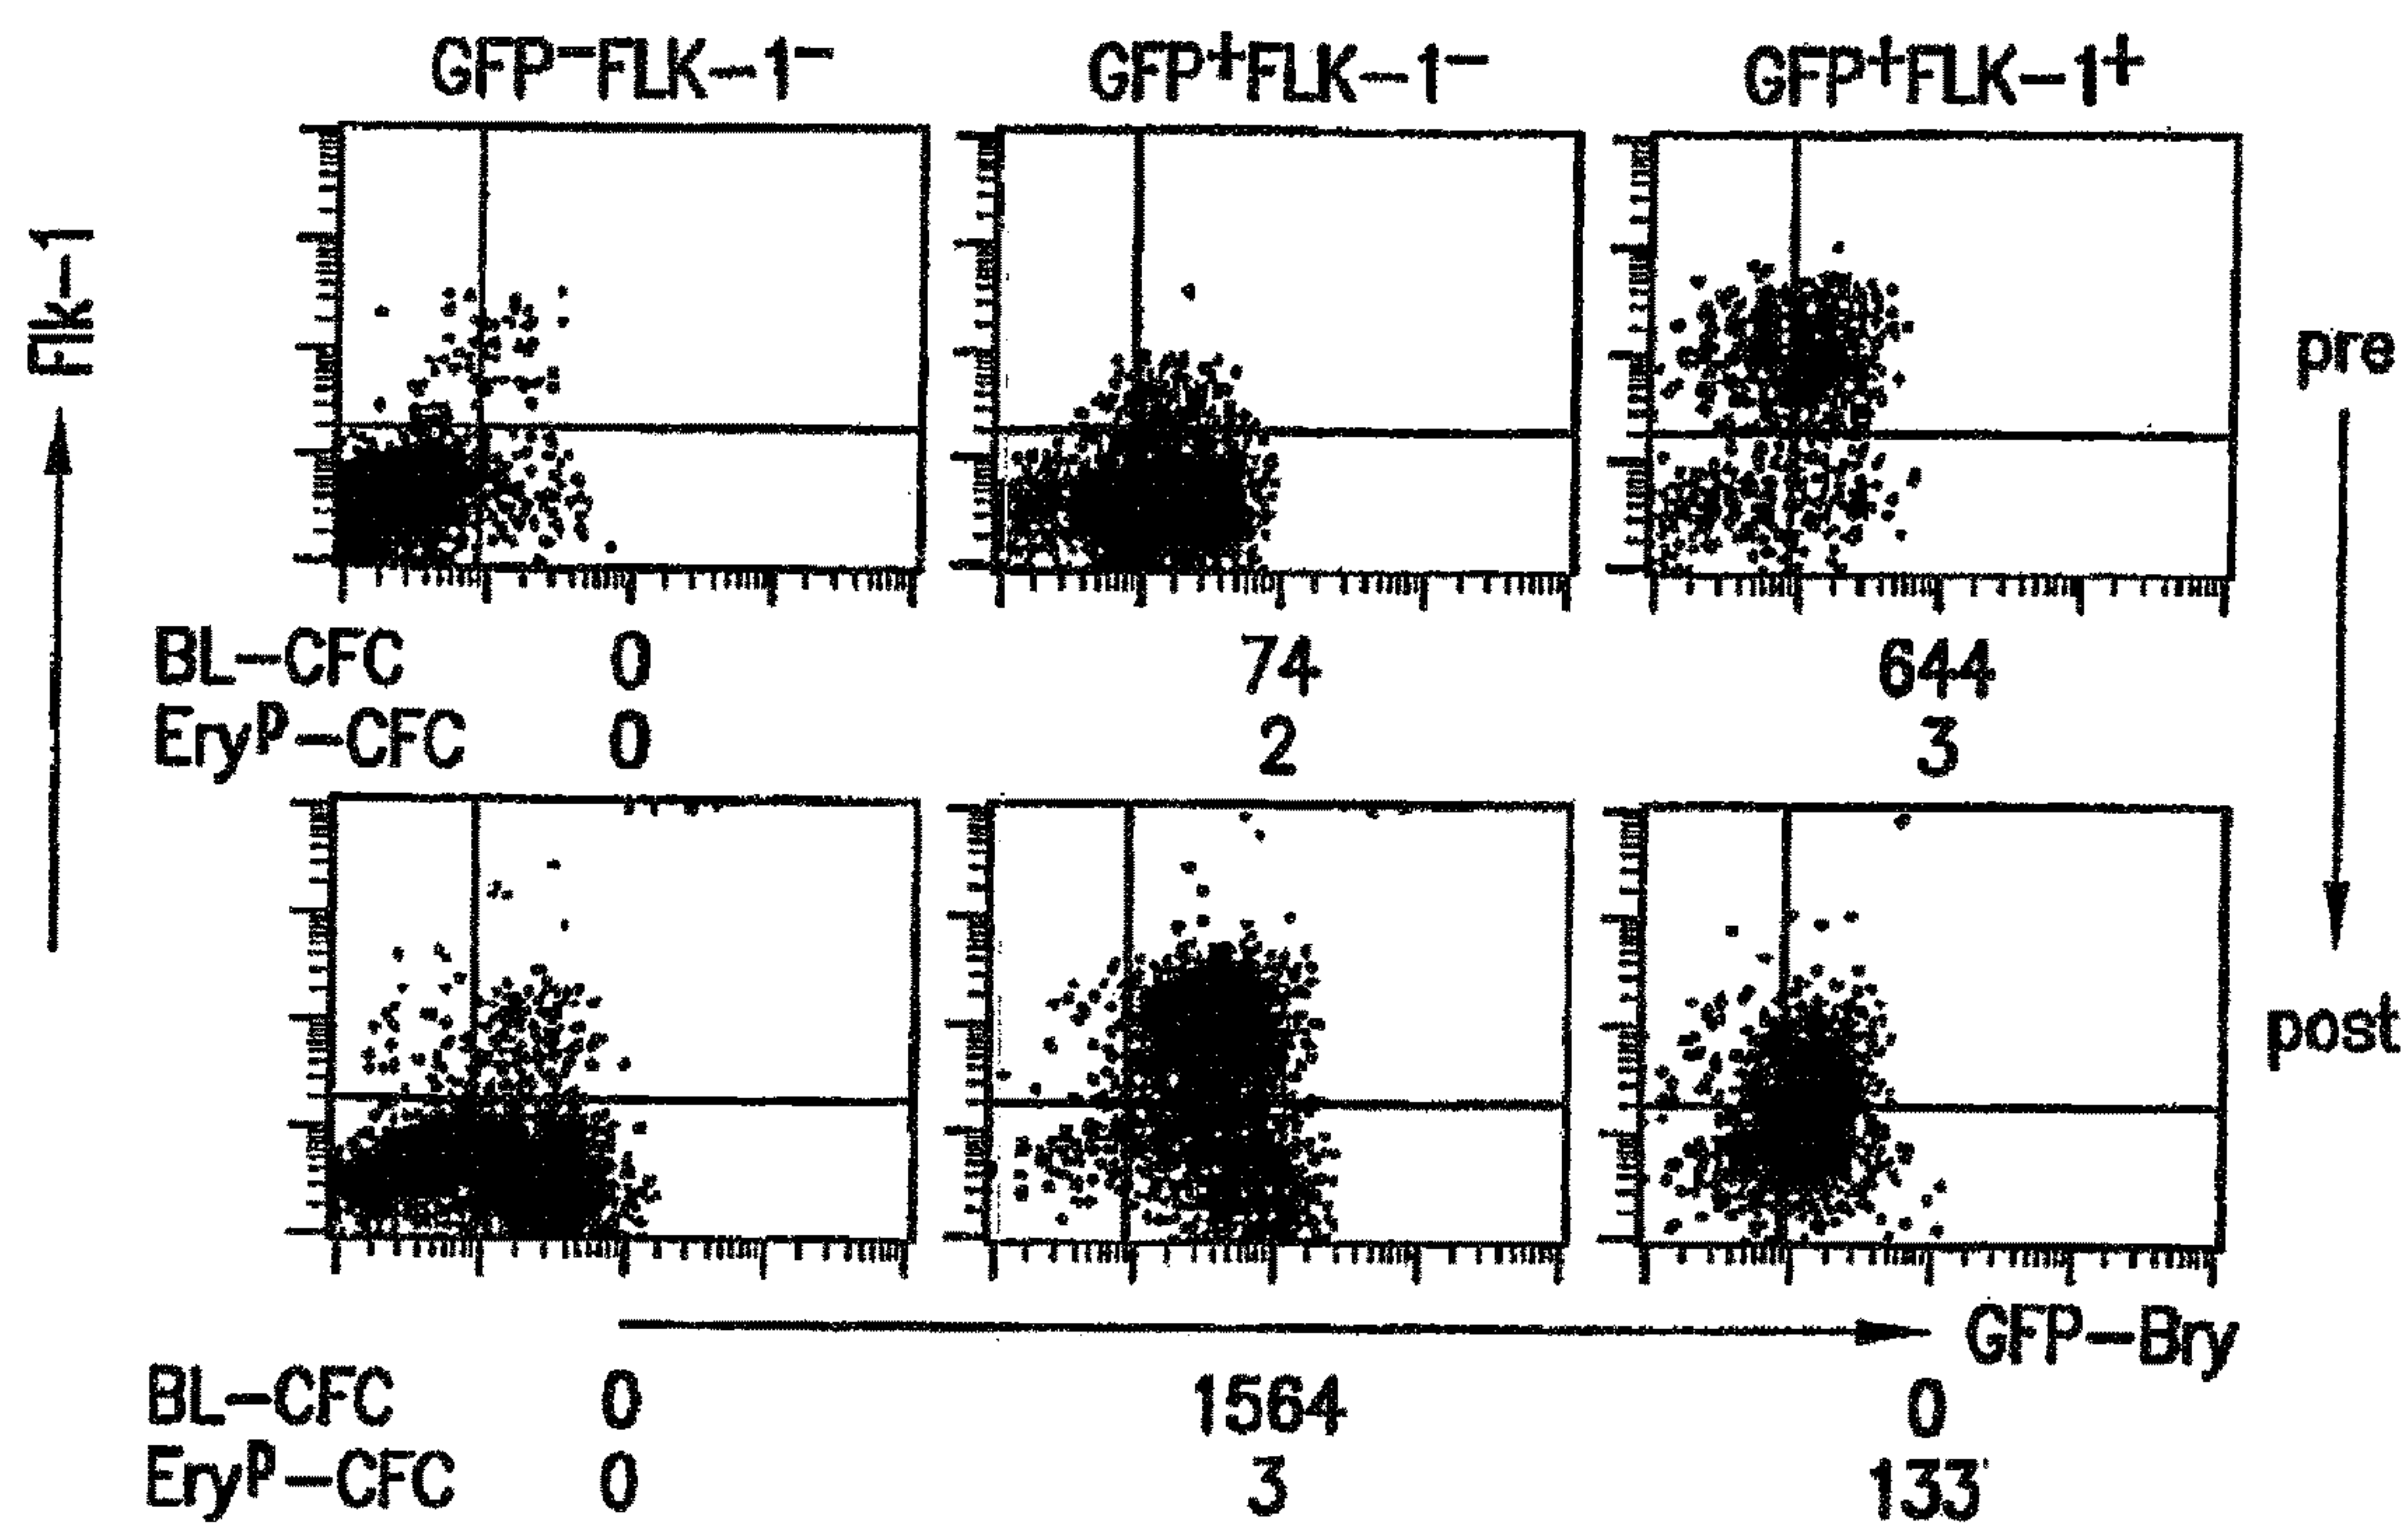 GFP⁻FLK-1⁻ GFP⁺FLK-1⁻ GFP⁺FLK-1⁺
Flk-1
pre
BL-CFC 0 74 644
Eryᵖ-CFC 0 2 3
post
GFP-Bry
BL-CFC 0 1564 0
Eryᵖ-CFC 0 3 133